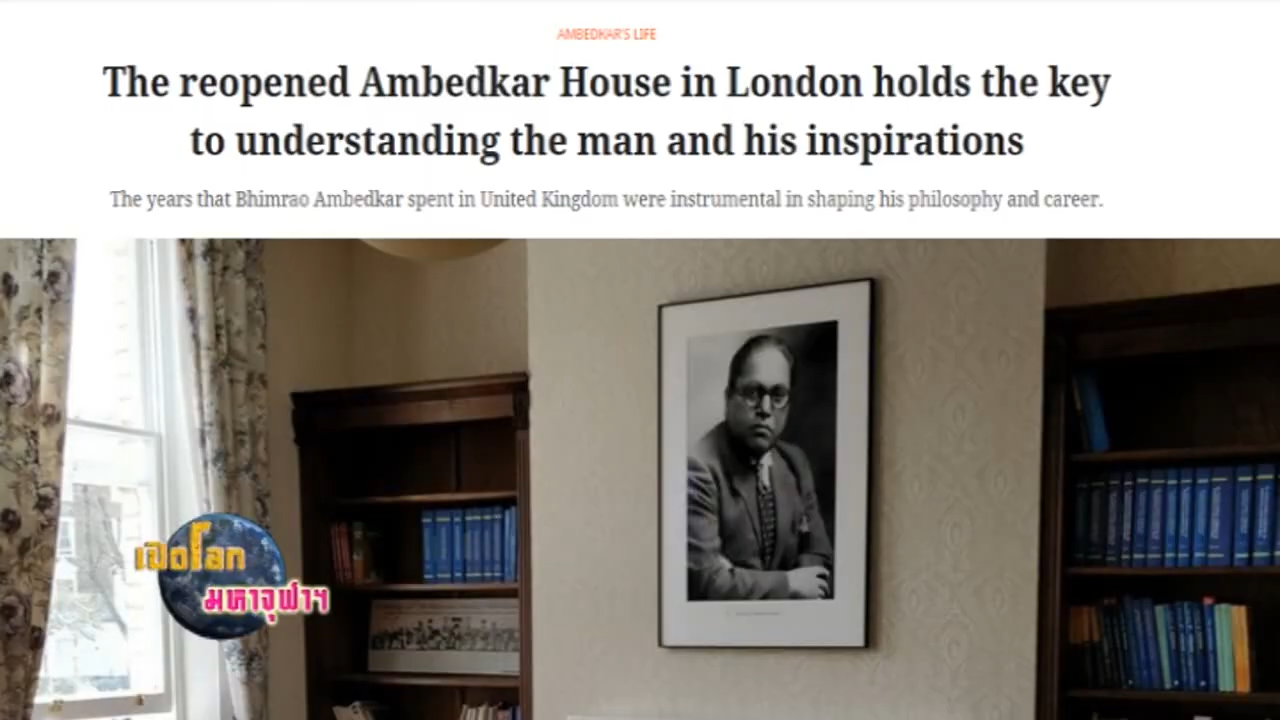 AMBEDKAR'S LIFE
The reopened Ambedkar House in London holds the key
to understanding the man and his inspirations
The years that Bhimrao Ambedkar spent in United Kingdom were instrumental in shaping his philosophy and career.
เปิดโลก
มหาจุฬาฯ